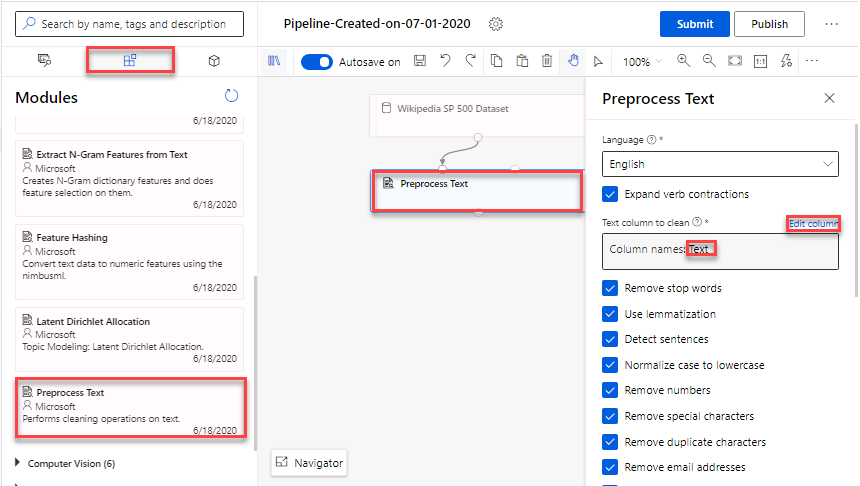 Search by name, tags and description
Pipeline-Created-on-07-01-2020
Submit
Publish
Autosave on
100%
1:1
Modules
6/18/2020
Extract N-Gram Features from Text
Microsoft
Creates N-Gram dictionary features and does
feature selection on them.
6/18/2020
Feature Hashing
Microsoft
Convert text data to numeric features using the
nimbusml.
6/18/2020
Latent Dirichlet Allocation
Microsoft
Topic Modeling: Latent Dirichlet Allocation.
6/18/2020
Preprocess Text
Microsoft
Performs cleaning operations on text.
6/18/2020
Computer Vision (6)
Wikipedia SP 500 Dataset
Preprocess Text
Navigator
Preprocess Text
Language *
English
Expand verb contractions
Text column to clean *
Edit column
Column names: Text
Remove stop words
Use lemmatization
Detect sentences
Normalize case to lowercase
Remove numbers
Remove special characters
Remove duplicate characters
Remove email addresses